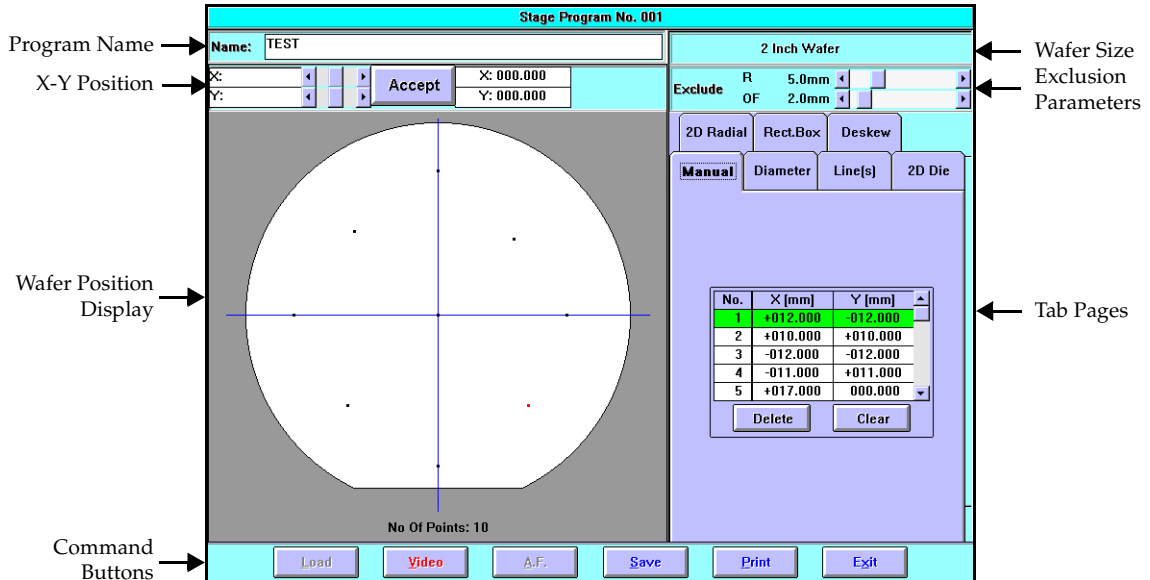 Stage Program No. 001
Program Name
Name: TEST
2 Inch Wafer
Wafer Size
X-Y Position
X:
Y:
Accept
X: 000.000
Y: 000.000
Exclude
R 5.0mm
OF 2.0mm
Exclusion
Parameters
2D Radial Rect.Box Deskew
Manual Diameter Line(s) 2D Die
Wafer Position
Display
Tab Pages
No. X [mm] Y [mm]
1 +012.000 -012.000
2 +010.000 +010.000
3 -012.000 -012.000
4 -011.000 +011.000
5 +017.000 000.000
Delete Clear
No Of Points: 10
Command
Buttons
Load Video A.F. Save Print Exit